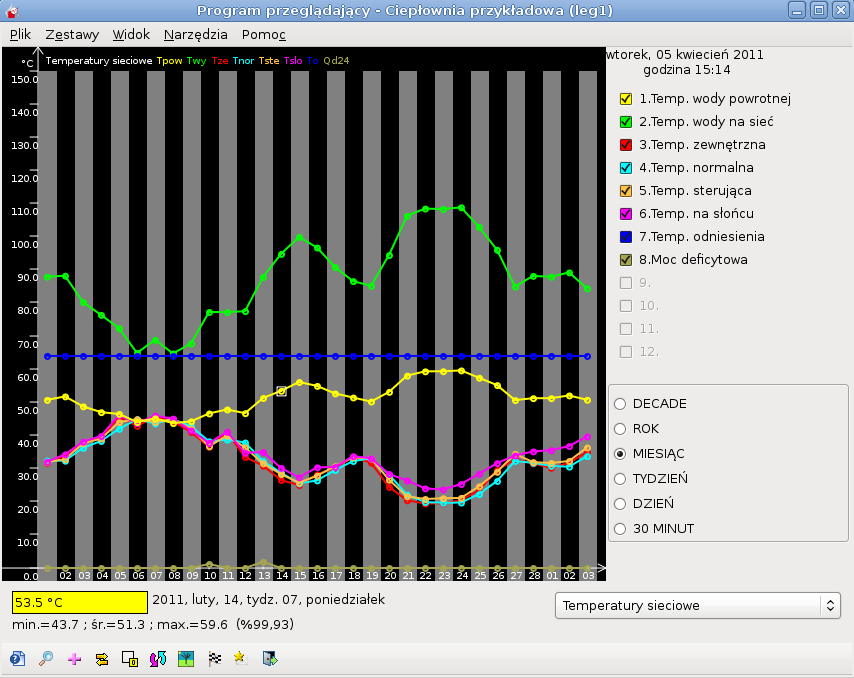 Program przeglądający - Ciepłownia przykładowa (leg1)
Plik Zestawy Widok Narzędzia Pomoc
°C Temperatury sieciowe Tpow Twy Tze Tnor Tste Tslo To Qd24
150.0
140.0
130.0
120.0
110.0
100.0
90.0
80.0
70.0
60.0
50.0
40.0
30.0
20.0
10.0
0.0
02 03 04 05 06 07 08 09 10 11 12 13 14 15 16 17 18 19 20 21 22 23 24 25 26 27 28 01 02 03
wtorek, 05 kwiecień 2011
godzina 15:14
1.Temp. wody powrotnej
2.Temp. wody na sieć
3.Temp. zewnętrzna
4.Temp. normalna
5.Temp. sterująca
6.Temp. na słońcu
7.Temp. odniesienia
8.Moc deficytowa
9.
10.
11.
12.
DECADE
ROK
MIESIĄC
TYDZIEŃ
DZIEŃ
30 MINUT
53.5 °C 2011, luty, 14, tydz. 07, poniedziałek
min.=43.7 ; śr.=51.3 ; max.=59.6 (%99,93)
Temperatury sieciowe